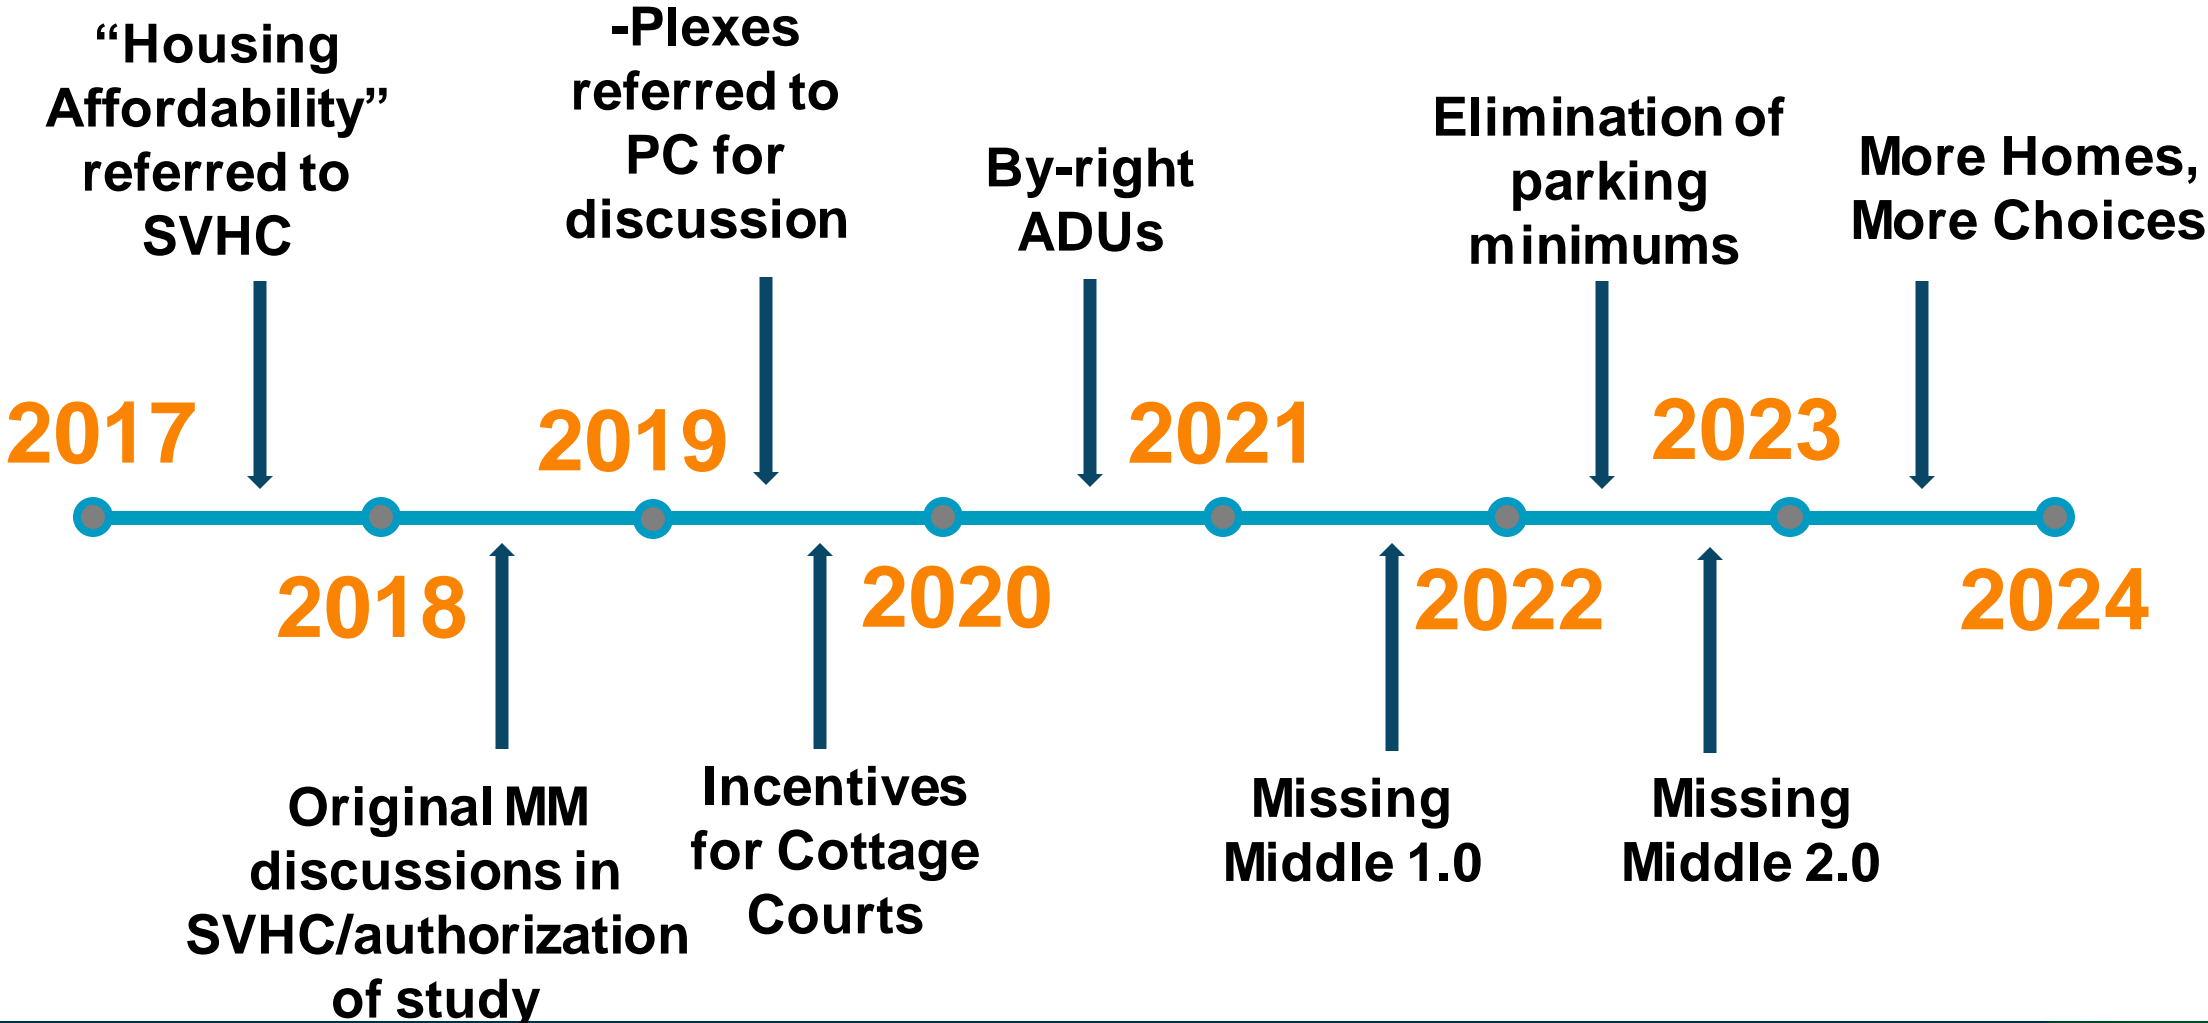 “Housing
Affordability”
referred to
SVHC
-Plexes
referred to
PC for
discussion
By-right
ADUs
Elimination of
parking
minimums
More Homes,
More Choices
2017
2019
2021
2023
2018
2020
2022
2024
Original MM
discussions in
SVHC/authorization
of study
Incentives
for Cottage
Courts
Missing
Middle 1.0
Missing
Middle 2.0